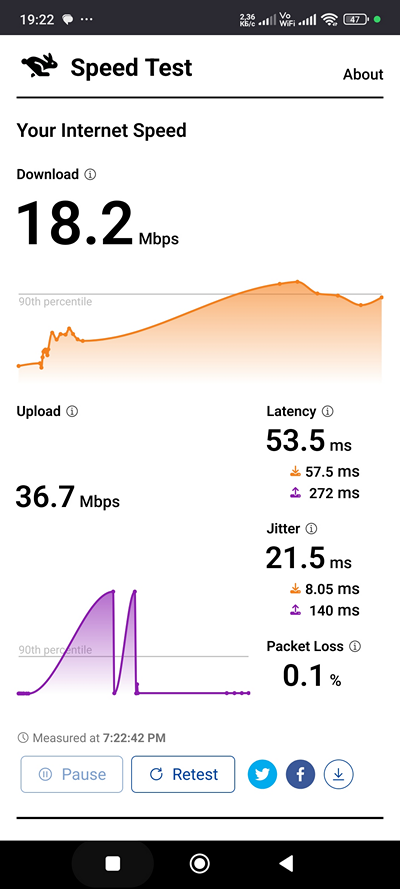 19:22
2,36
КБ/с
Vo
WiFi
47
Speed Test
About
Your Internet Speed
Download
18.2 Mbps
90th percentile
Upload
36.7 Mbps
90th percentile
Latency
53.5 ms
57.5 ms
272 ms
Jitter
21.5 ms
8.05 ms
140 ms
Packet Loss
0.1 %
Measured at 7:22:42 PM
Pause
Retest